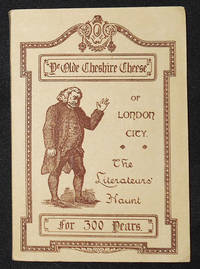 Ye Olde Cheshire Cheese
OF
LONDON
CITY.
The
Literateurs'
Haunt
For 300 Years.